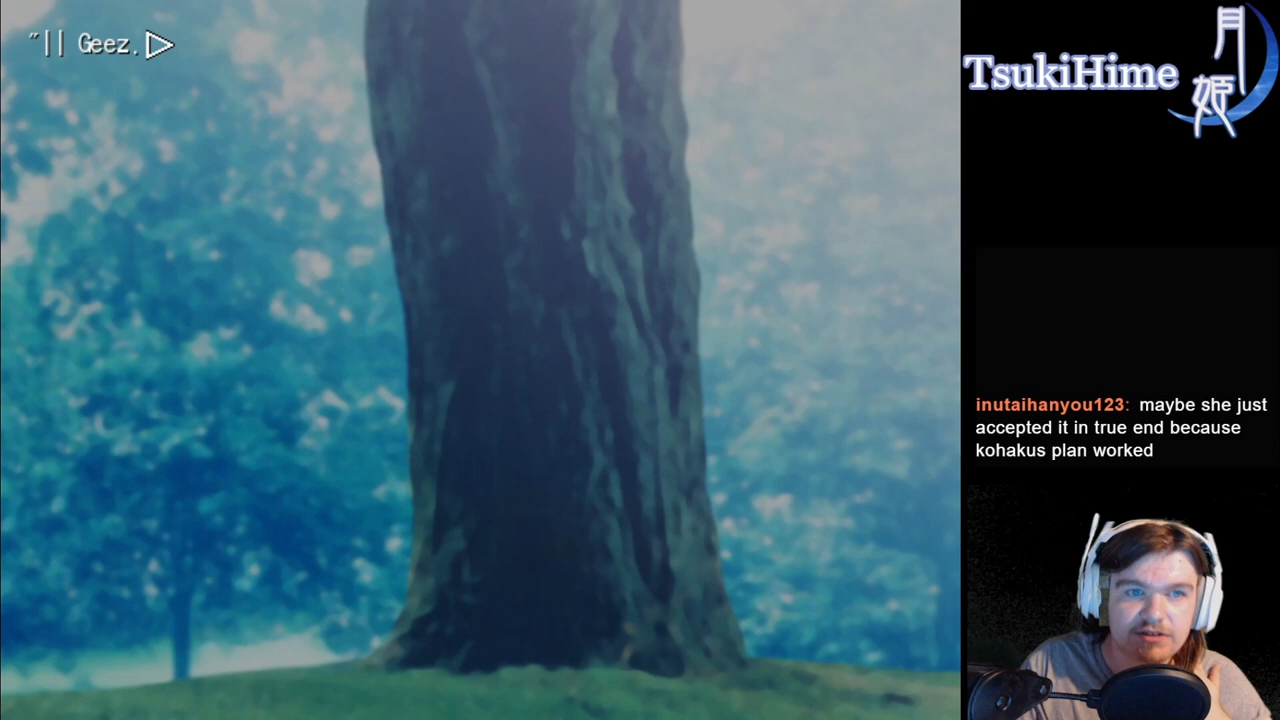 "|| Geez.
TsukiHime 月姫
inutaihanyou123: maybe she just
accepted it in true end because
kohakus plan worked